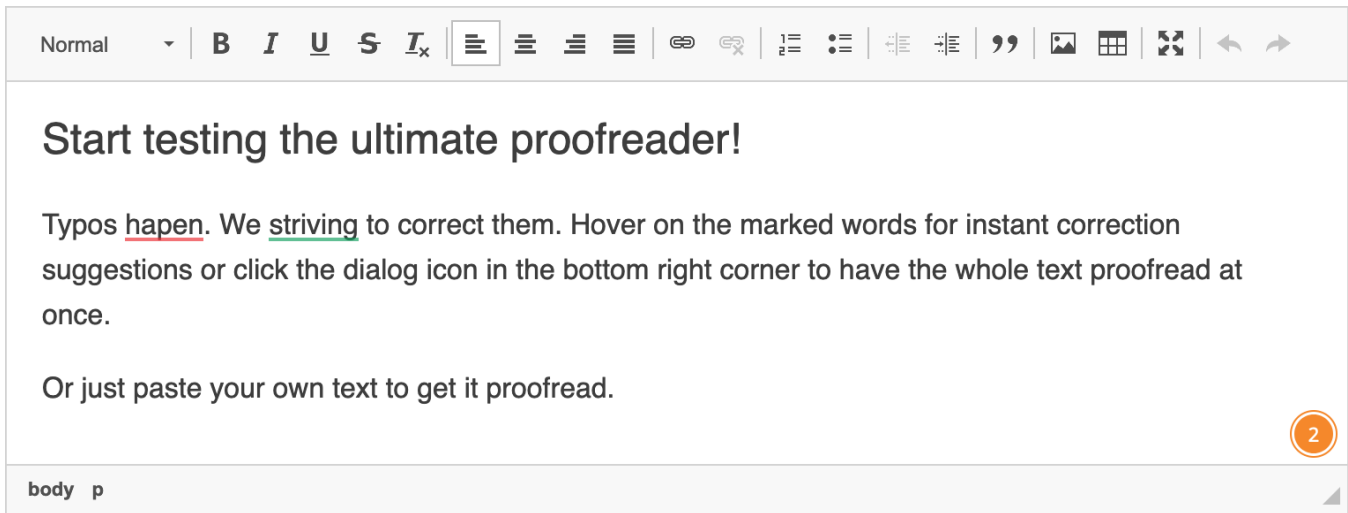 Normal
Start testing the ultimate proofreader!
Typos hapen. We striving to correct them. Hover on the marked words for instant correction
suggestions or click the dialog icon in the bottom right corner to have the whole text proofread at
once.
Or just paste your own text to get it proofread.
2
body p